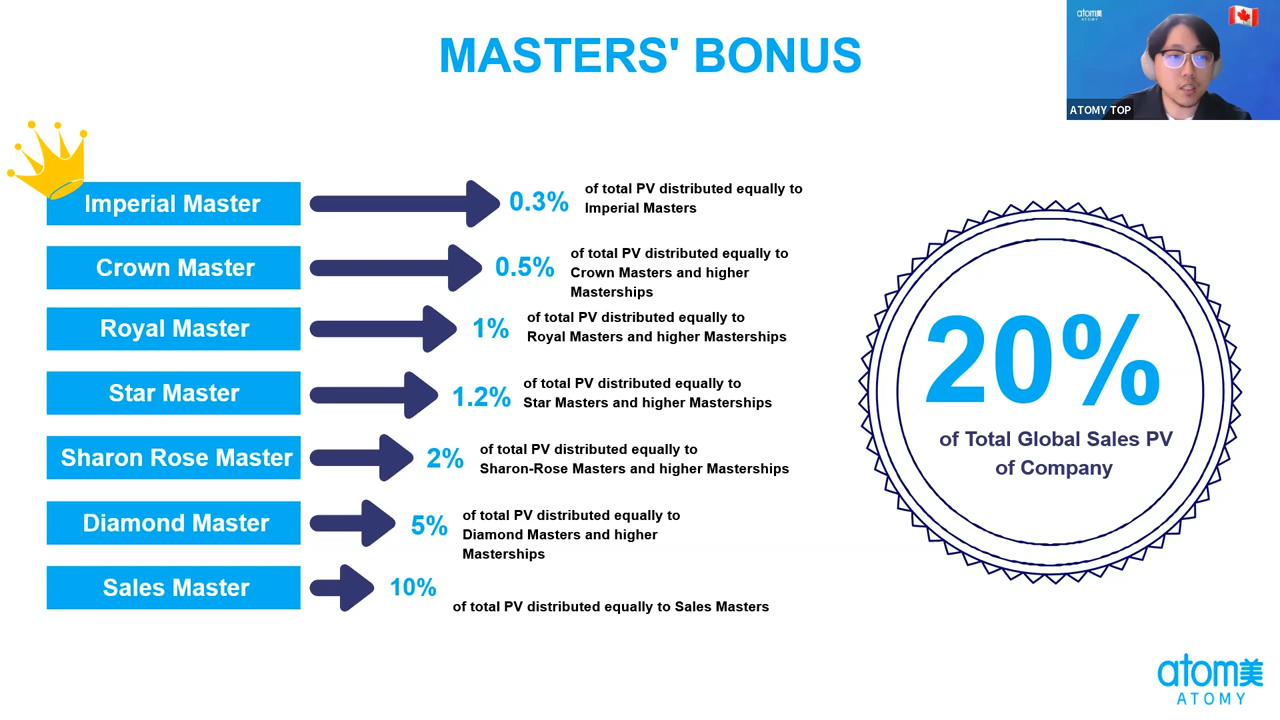 MASTERS' BONUS
atom美
ATOMY
ATOMY TOP
Imperial Master
0.3%
of total PV distributed equally to
Imperial Masters
Crown Master
0.5%
of total PV distributed equally to
Crown Masters and higher
Masterships
Royal Master
1%
of total PV distributed equally to
Royal Masters and higher Masterships
Star Master
1.2%
of total PV distributed equally to
Star Masters and higher Masterships
Sharon Rose Master
2%
of total PV distributed equally to
Sharon-Rose Masters and higher Masterships
Diamond Master
5%
of total PV distributed equally to
Diamond Masters and higher
Masterships
Sales Master
10%
of total PV distributed equally to Sales Masters
20%
of Total Global Sales PV
of Company
atom美
ATOMY